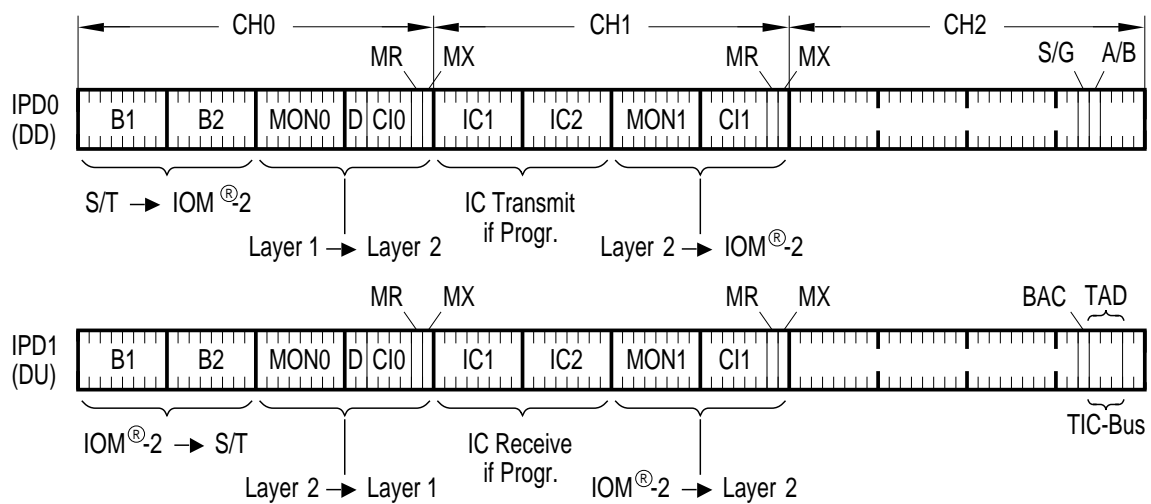 CH0 CH1 CH2
MR MX MR MX S/G A/B
IPD0
(DD)
B1 B2 MON0 D CI0 IC1 IC2 MON1 CI1
S/T → IOM®-2
IC Transmit
if Progr.
Layer 1 → Layer 2
Layer 2 → IOM®-2
MR MX MR MX BAC TAD
IPD1
(DU)
B1 B2 MON0 D CI0 IC1 IC2 MON1 CI1
TIC-Bus
IOM®-2 → S/T
IC Receive
if Progr.
Layer 2 → Layer 1
IOM®-2 → Layer 2